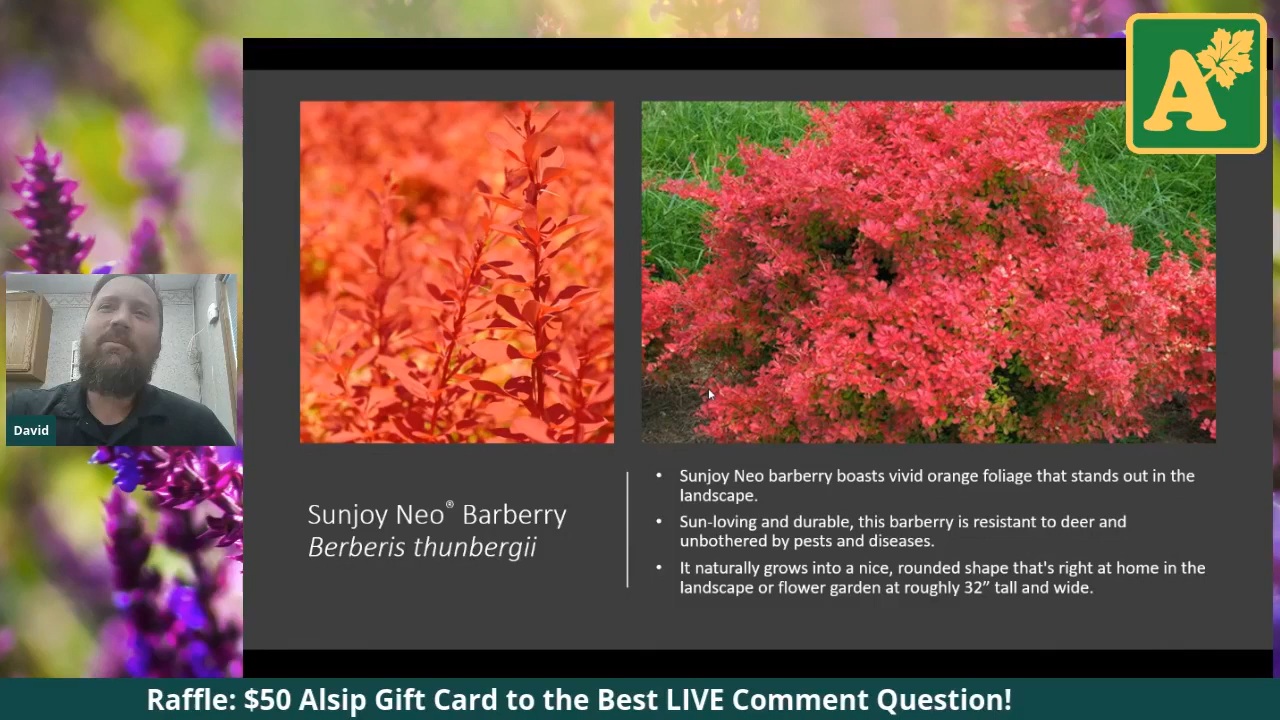 A
David
Sunjoy Neo® Barberry
Berberis thunbergii
• Sunjoy Neo barberry boasts vivid orange foliage that stands out in the
landscape.
• Sun-loving and durable, this barberry is resistant to deer and
unbothered by pests and diseases.
• It naturally grows into a nice, rounded shape that's right at home in the
landscape or flower garden at roughly 32” tall and wide.
Raffle: $50 Alsip Gift Card to the Best LIVE Comment Question!